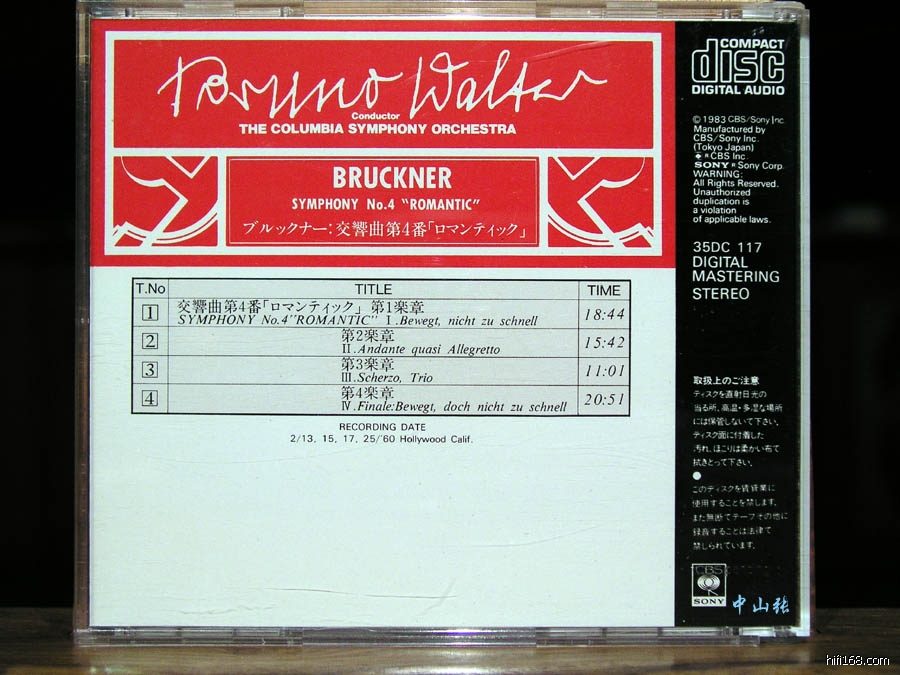 Bruno Walter
Conductor
THE COLUMBIA SYMPHONY ORCHESTRA
BRUCKNER
SYMPHONY No.4 "ROMANTIC"
ブルックナー:交響曲第4番「ロマンティック」
T.No TITLE TIME
1 交響曲第4番「ロマンティック」 第1楽章
SYMPHONY No.4"ROMANTIC" Ⅰ.Bewegt, nicht zu schnell 18:44
2 第2楽章
Ⅱ.Andante quasi Allegretto 15:42
3 第3楽章
Ⅲ.Scherzo, Trio 11:01
4 第4楽章
Ⅳ.Finale:Bewegt, doch nicht zu schnell 20:51
RECORDING DATE
2/13, 15, 17, 25/'60 Hollywood Calif.
COMPACT
disc
DIGITAL AUDIO
©1983 CBS/Sony Inc.
Manufactured by
CBS/Sony Inc.
(Tokyo Japan)
® CBS Inc.
SONY ® Sony Corp.
WARNING:
All Rights Reserved.
Unauthorized
duplication is
a violation
of applicable laws.
35DC 117
DIGITAL
MASTERING
STEREO
取扱上のご注意
ディスクを直射日光の
当る所、高温・多湿な場所
には保管しないで下さい。
ディスク面に付着した
汚れ、ほこりは柔かい布で
拭きとって下さい。
このディスクを賃貸業に
使用することを禁じます。
また無断でテープその他に
録音することは法律で
禁じられています。
CBS
SONY
中山張
hifi168.com